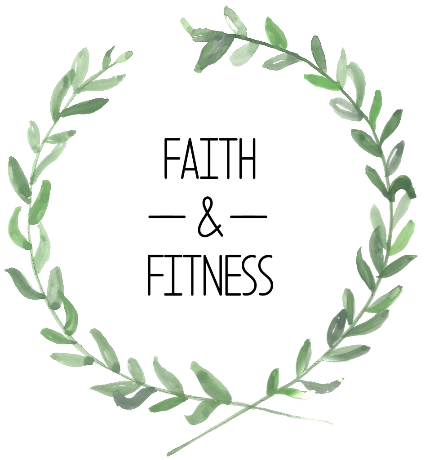 FAITH
— & —
FITNESS